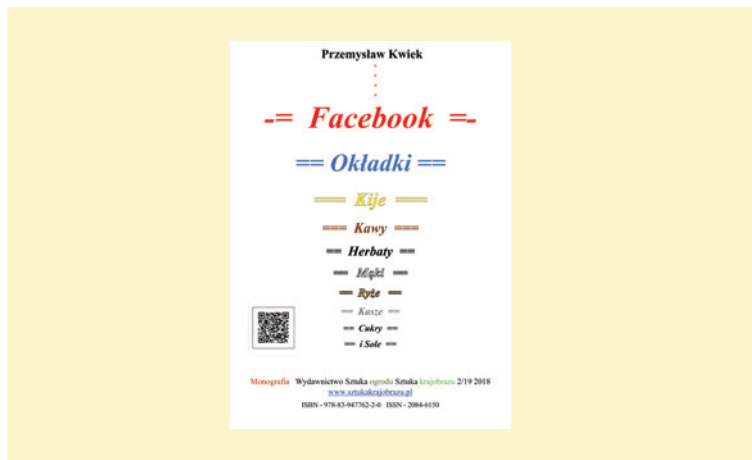 Przemysław Kwiek
-= Facebook =-
== Okładki ==
=== Kije ===
=== Kawy ===
== Herbaty ==
== Mąki ==
== Ryże ==
== Kasze ==
== Cukry ==
== i Sole ==
Monografia Wydawnictwo Sztuka ogrodu Sztuka krajobrazu 2/19 2018
www.sztukakrajobrazu.pl
ISBN - 978-83-947762-2-0 ISSN - 2084-6150